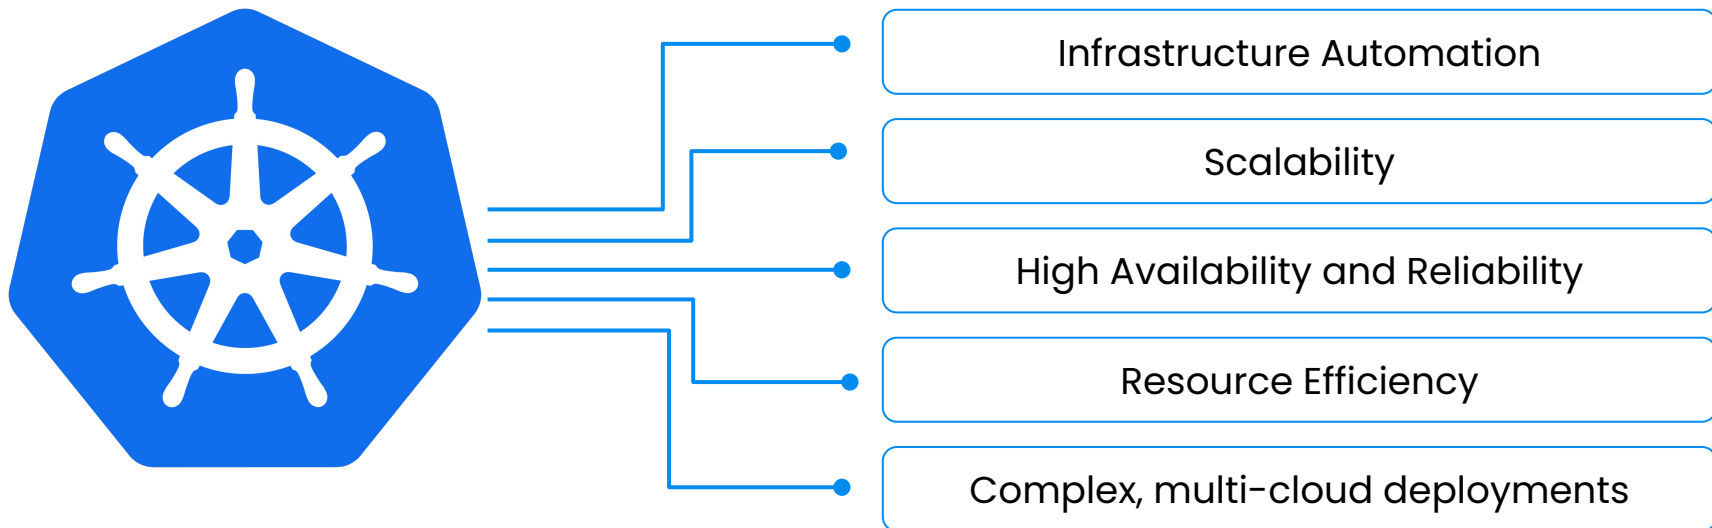 Infrastructure Automation
Scalability
High Availability and Reliability
Resource Efficiency
Complex, multi-cloud deployments